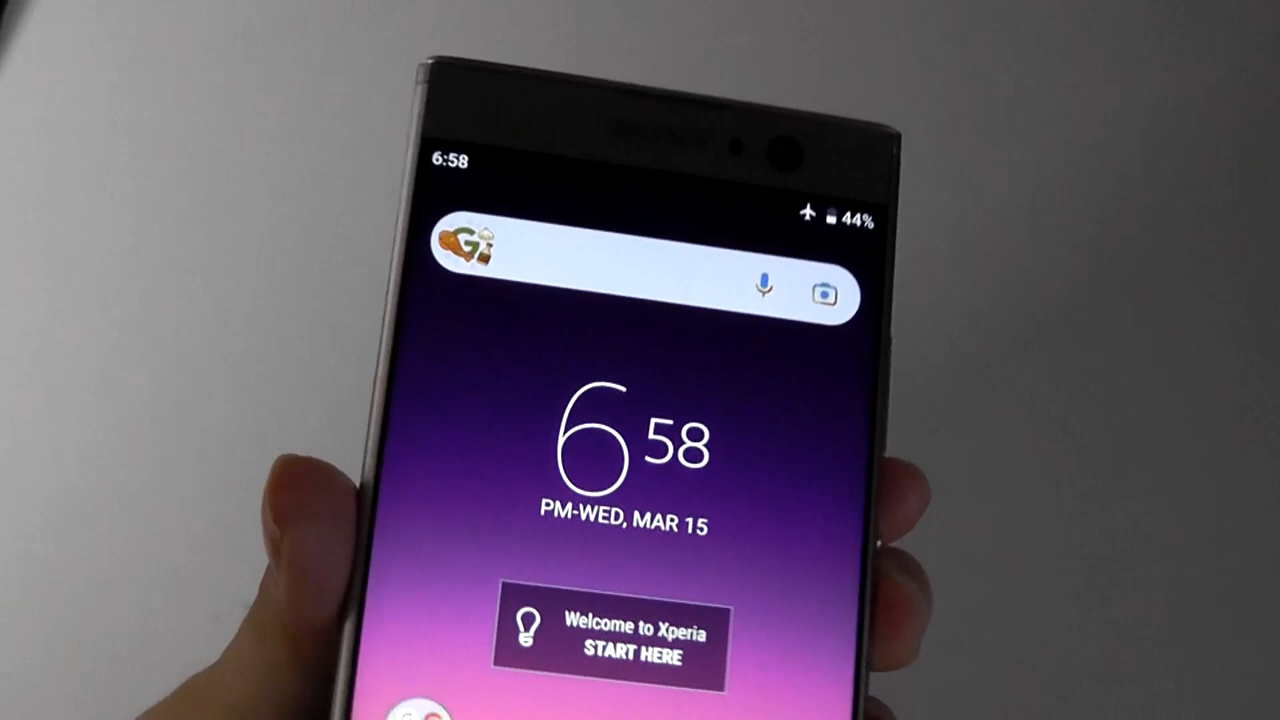 6:58
44%
G
6 58
PM-WED, MAR 15
Welcome to Xperia
START HERE